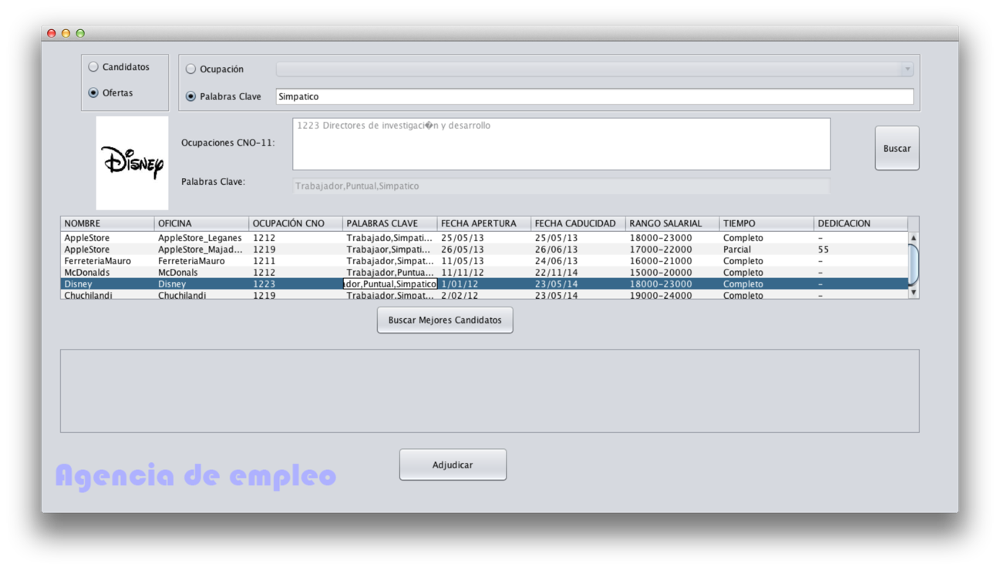 Candidatos
Ofertas
Ocupación
Palabras Clave Simpatico
Disney
Ocupaciones CNO-11: 1223 Directores de investigaci�n y desarrollo
Buscar
Palabras Clave: Trabajador,Puntual,Simpatico
NOMBRE OFICINA OCUPACIÓN CNO PALABRAS CLAVE FECHA APERTURA FECHA CADUCIDAD RANGO SALARIAL TIEMPO DEDICACION
AppleStore AppleStore_Leganes 1212 Trabajado,Simpati... 25/05/13 25/05/13 18000-23000 Completo -
AppleStore AppleStore_Majad... 1219 Trabajaor,Simpati... 26/05/13 26/06/13 17000-22000 Parcial 55
FerreteriaMauro FerreteriaMauro 1211 Trabajador,Simpat... 11/05/13 24/06/13 16000-21000 Completo -
McDonalds McDonals 1212 Trabajador,Puntua... 11/11/12 22/11/14 15000-20000 Completo -
Disney Disney 1223 dor,Puntual,Simpatico 1/01/12 23/05/14 18000-23000 Completo -
Chuchilandi Chuchilandi 1219 Trabajador,Simpat... 2/02/12 23/05/14 19000-24000 Completo -
Buscar Mejores Candidatos
Adjudicar
Agencia de empleo